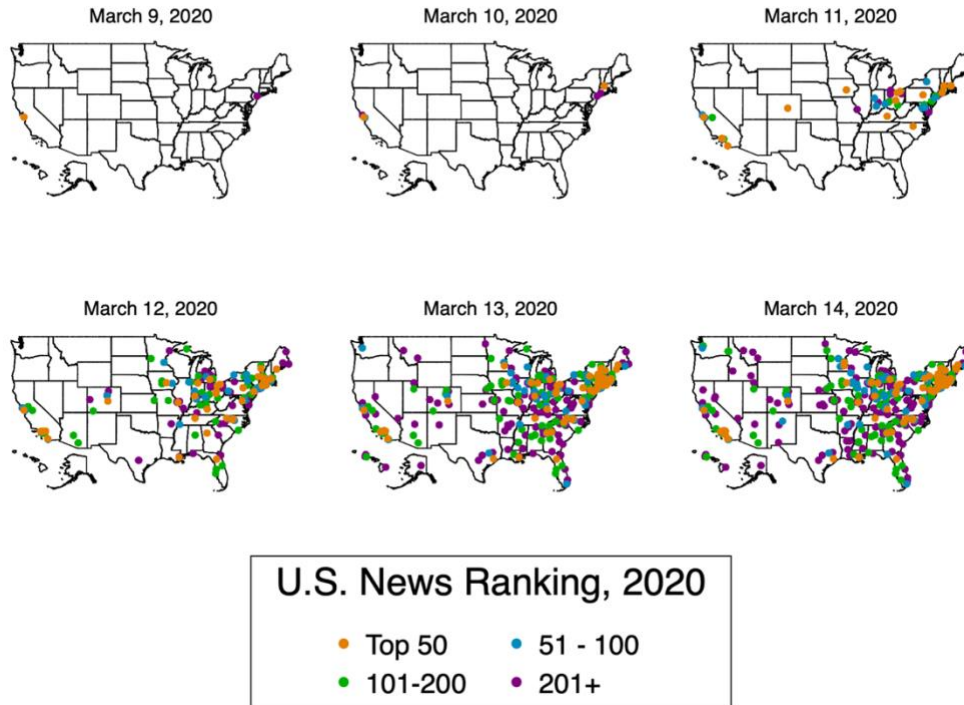 March 9, 2020
March 10, 2020
March 11, 2020
March 12, 2020
March 13, 2020
March 14, 2020
U.S. News Ranking, 2020
Top 50
51 - 100
101-200
201+